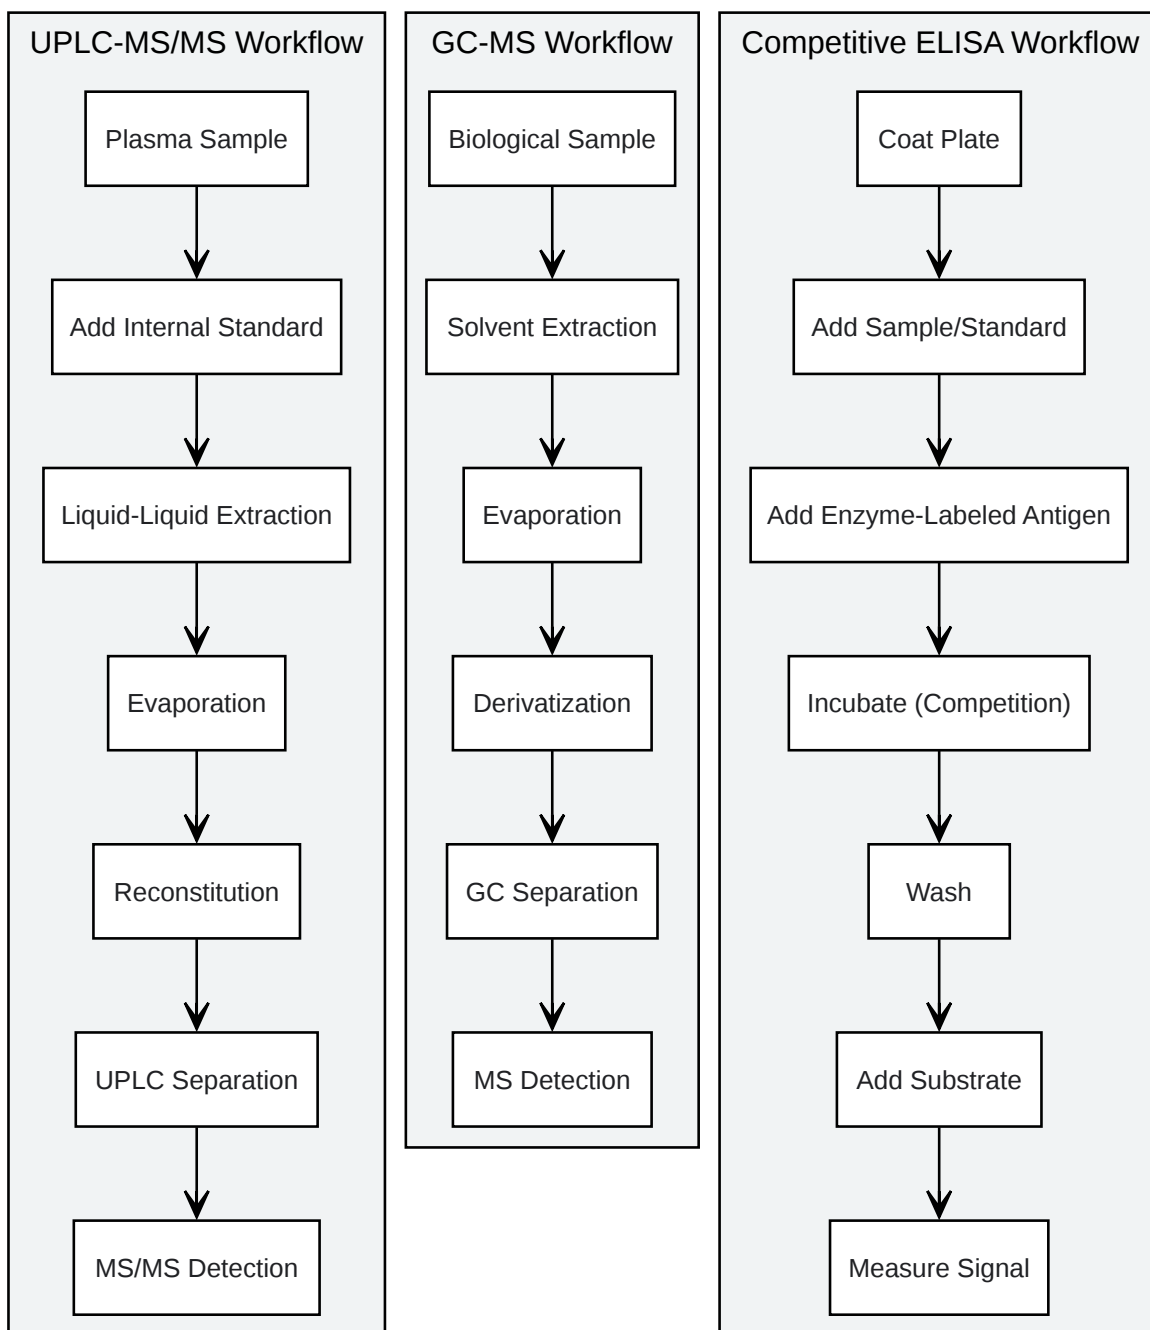 UPLC-MS/MS Workflow
Plasma Sample
Add Internal Standard
Liquid-Liquid Extraction
Evaporation
Reconstitution
UPLC Separation
MS/MS Detection
GC-MS Workflow
Biological Sample
Solvent Extraction
Evaporation
Derivatization
GC Separation
MS Detection
Competitive ELISA Workflow
Coat Plate
Add Sample/Standard
Add Enzyme-Labeled Antigen
Incubate (Competition)
Wash
Add Substrate
Measure Signal